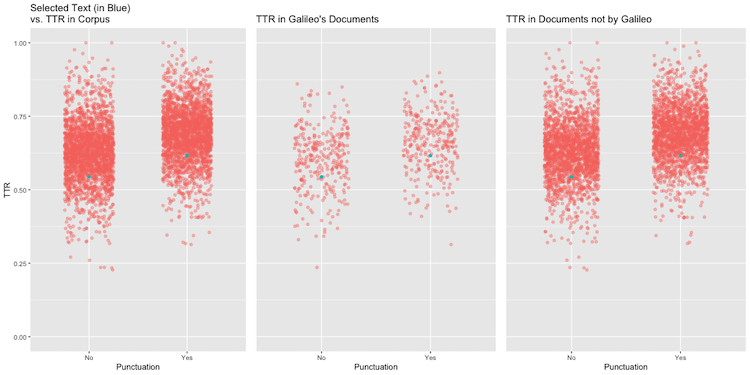 Selected Text (in Blue)
vs. TTR in Corpus
TTR in Galileo's Documents
TTR in Documents not by Galileo
TTR
1.00
0.75
0.50
0.25
0.00
No
Yes
No
Yes
No
Yes
Punctuation
Punctuation
Punctuation